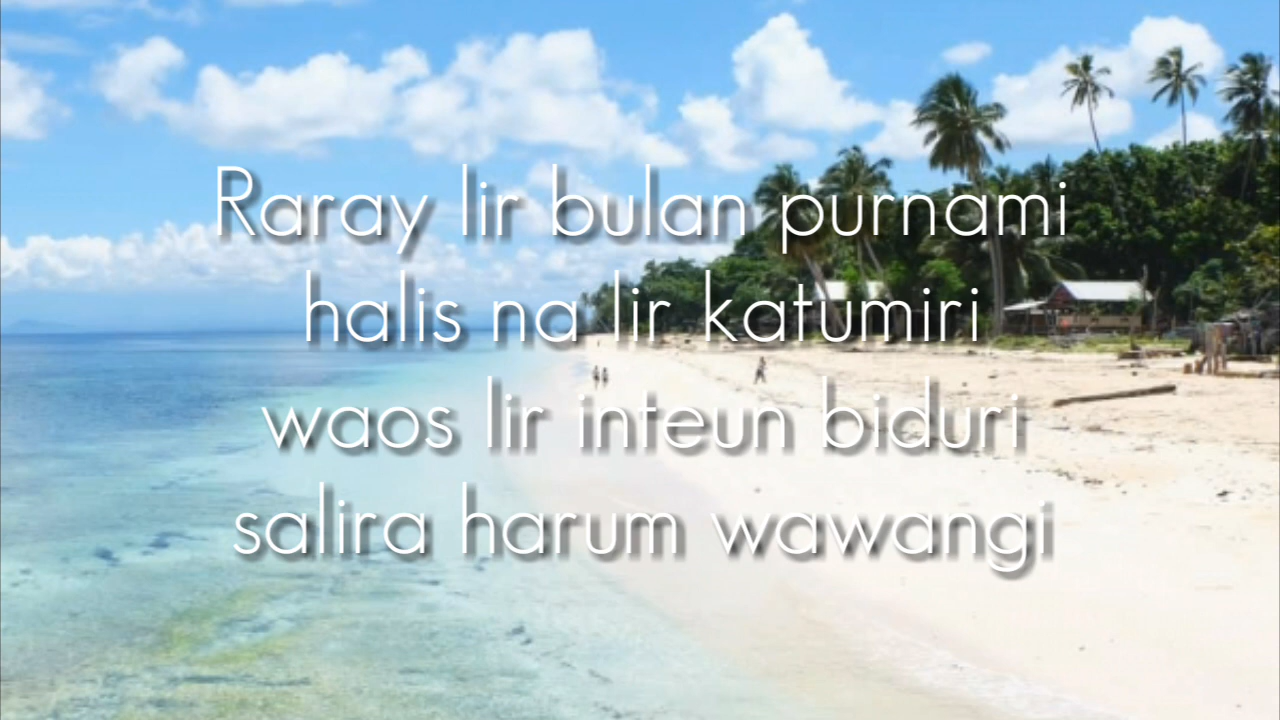 Raray lir bulan purnami
halis na lir katumiri
waos lir inteun biduri
salira harum wawangi